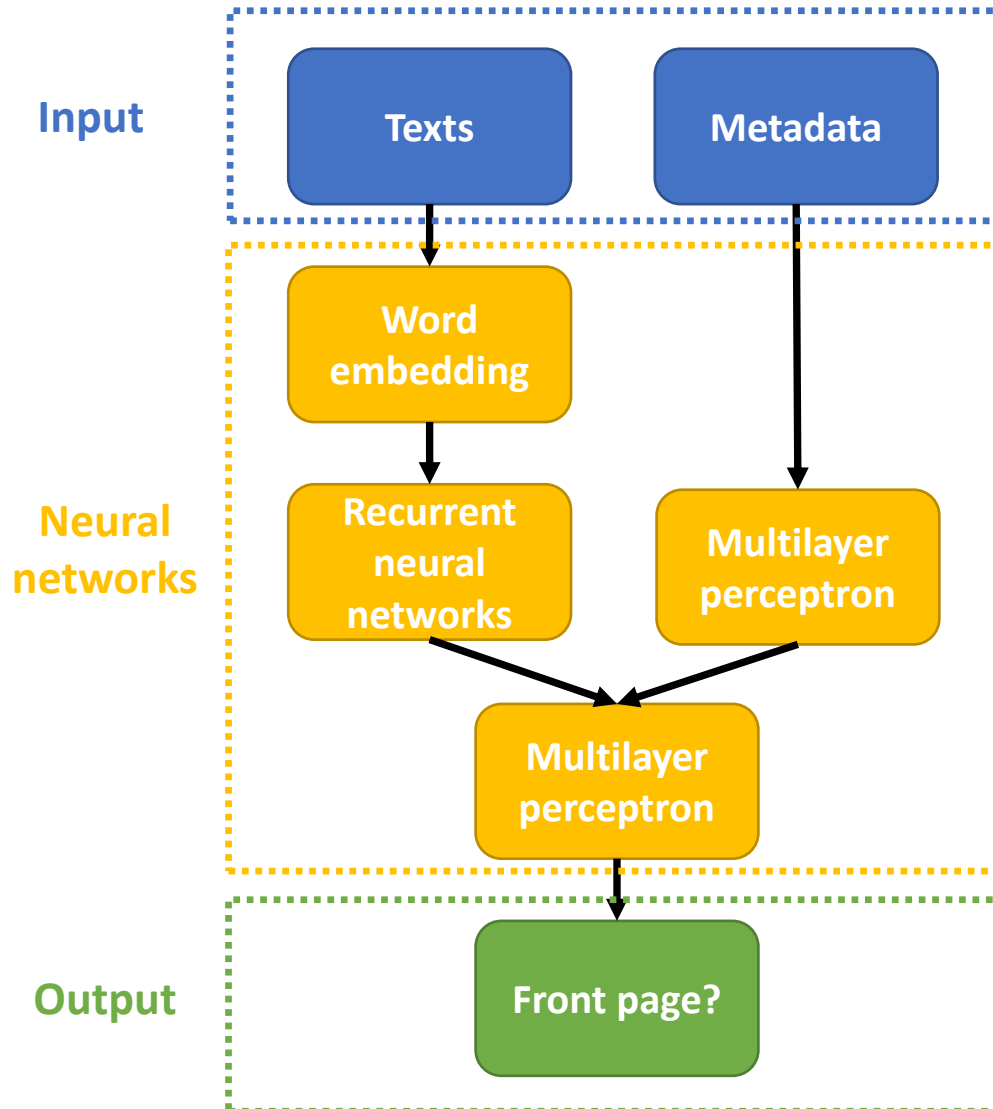 Input
Texts
Metadata
Word
embedding
Neural
networks
Recurrent
neural
networks
Multilayer
perceptron
Multilayer
perceptron
Output
Front page?